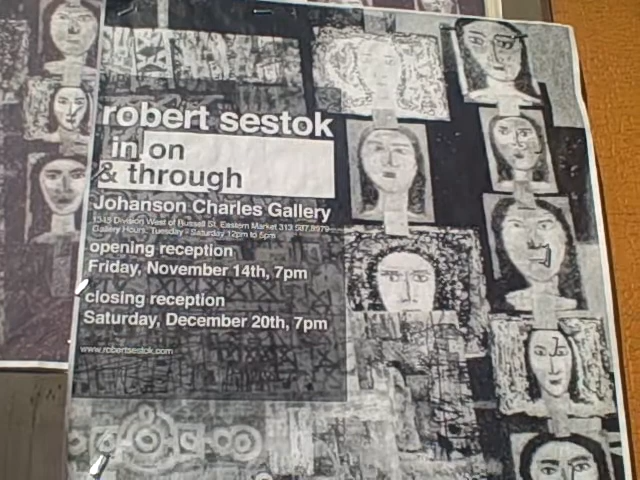 robert sestok
in, on
& through
Johanson Charles Gallery
1345 Division West of Russell St. Eastern Market 313 567 8979
Gallery Hours: Tuesday - Saturday 12pm to 5pm
opening reception
Friday, November 14th, 7pm
closing reception
Saturday, December 20th, 7pm
www.robertsestok.com